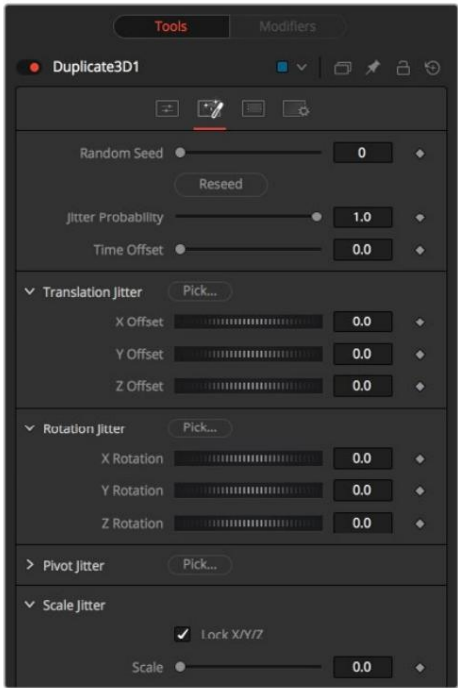 Tools Modifiers
Duplicate3D1
Random Seed 0
Reseed
Jitter Probability 1.0
Time Offset 0.0
Translation Jitter Pick...
X Offset 0.0
Y Offset 0.0
Z Offset 0.0
Rotation Jitter Pick...
X Rotation 0.0
Y Rotation 0.0
Z Rotation 0.0
Pivot Jitter Pick...
Scale Jitter
Lock X/Y/Z
Scale 0.0